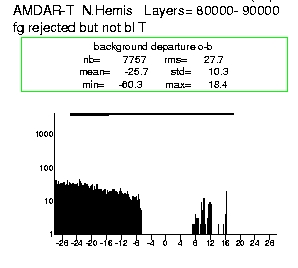 AMDAR-T N.Hemis Layers= 80000- 90000
fg rejected but not bl T
background departure o-b
nb= 7757 rms= 27.7
mean= -25.7 std= 10.3
min= -60.3 max= 18.4
1000
100
10
1
-26 -24 -20 -16 -12 -8 -4 0 4 8 12 16 20 24 28